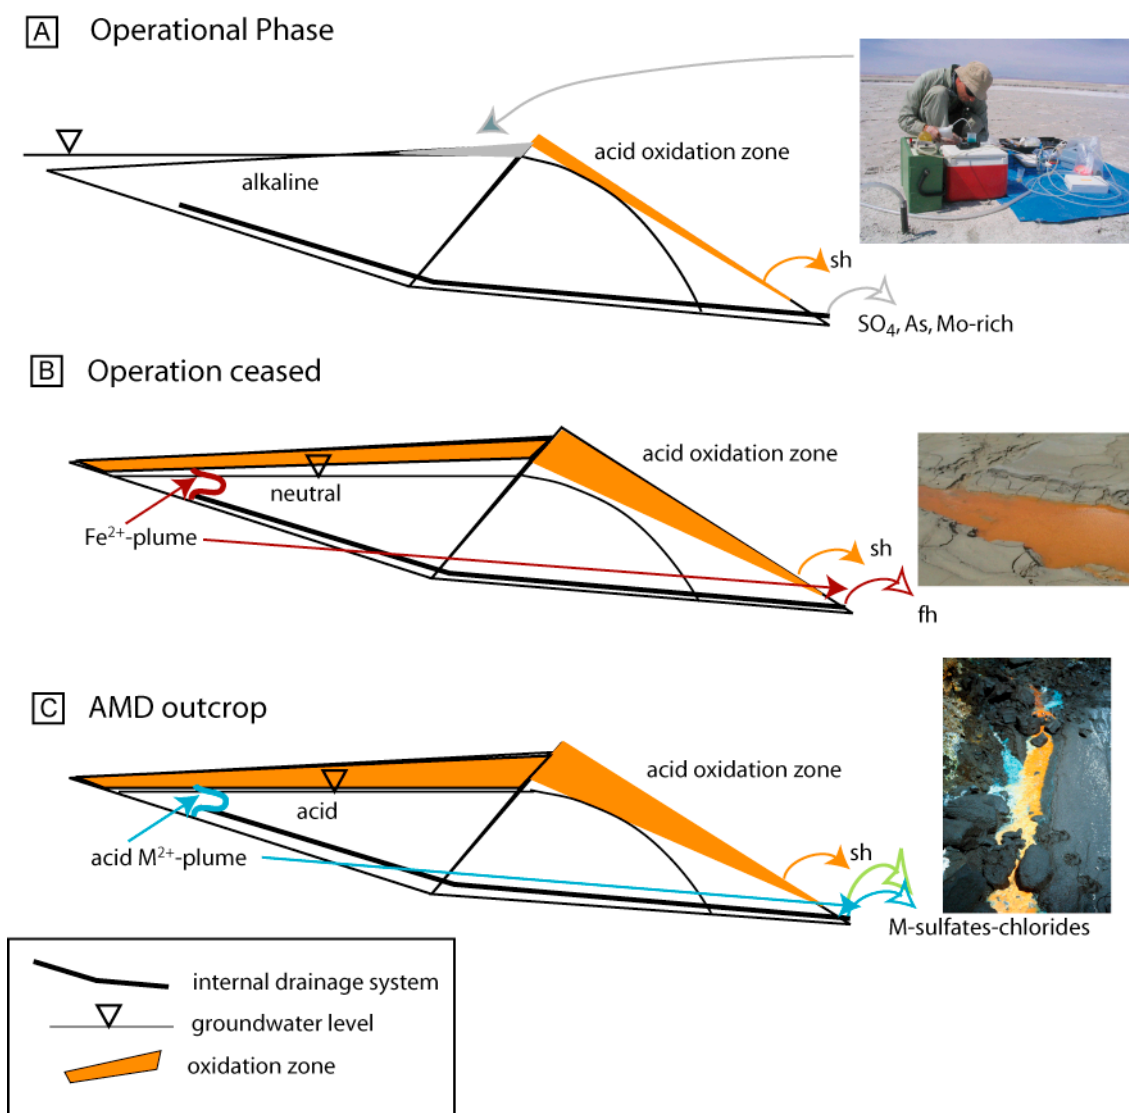 A Operational Phase
acid oxidation zone
alkaline
sh
SO4, As, Mo-rich
B Operation ceased
acid oxidation zone
neutral
Fe2+-plume
sh
fh
C AMD outcrop
acid oxidation zone
acid
acid M2+-plume
sh
M-sulfates-chlorides
internal drainage system
groundwater level
oxidation zone